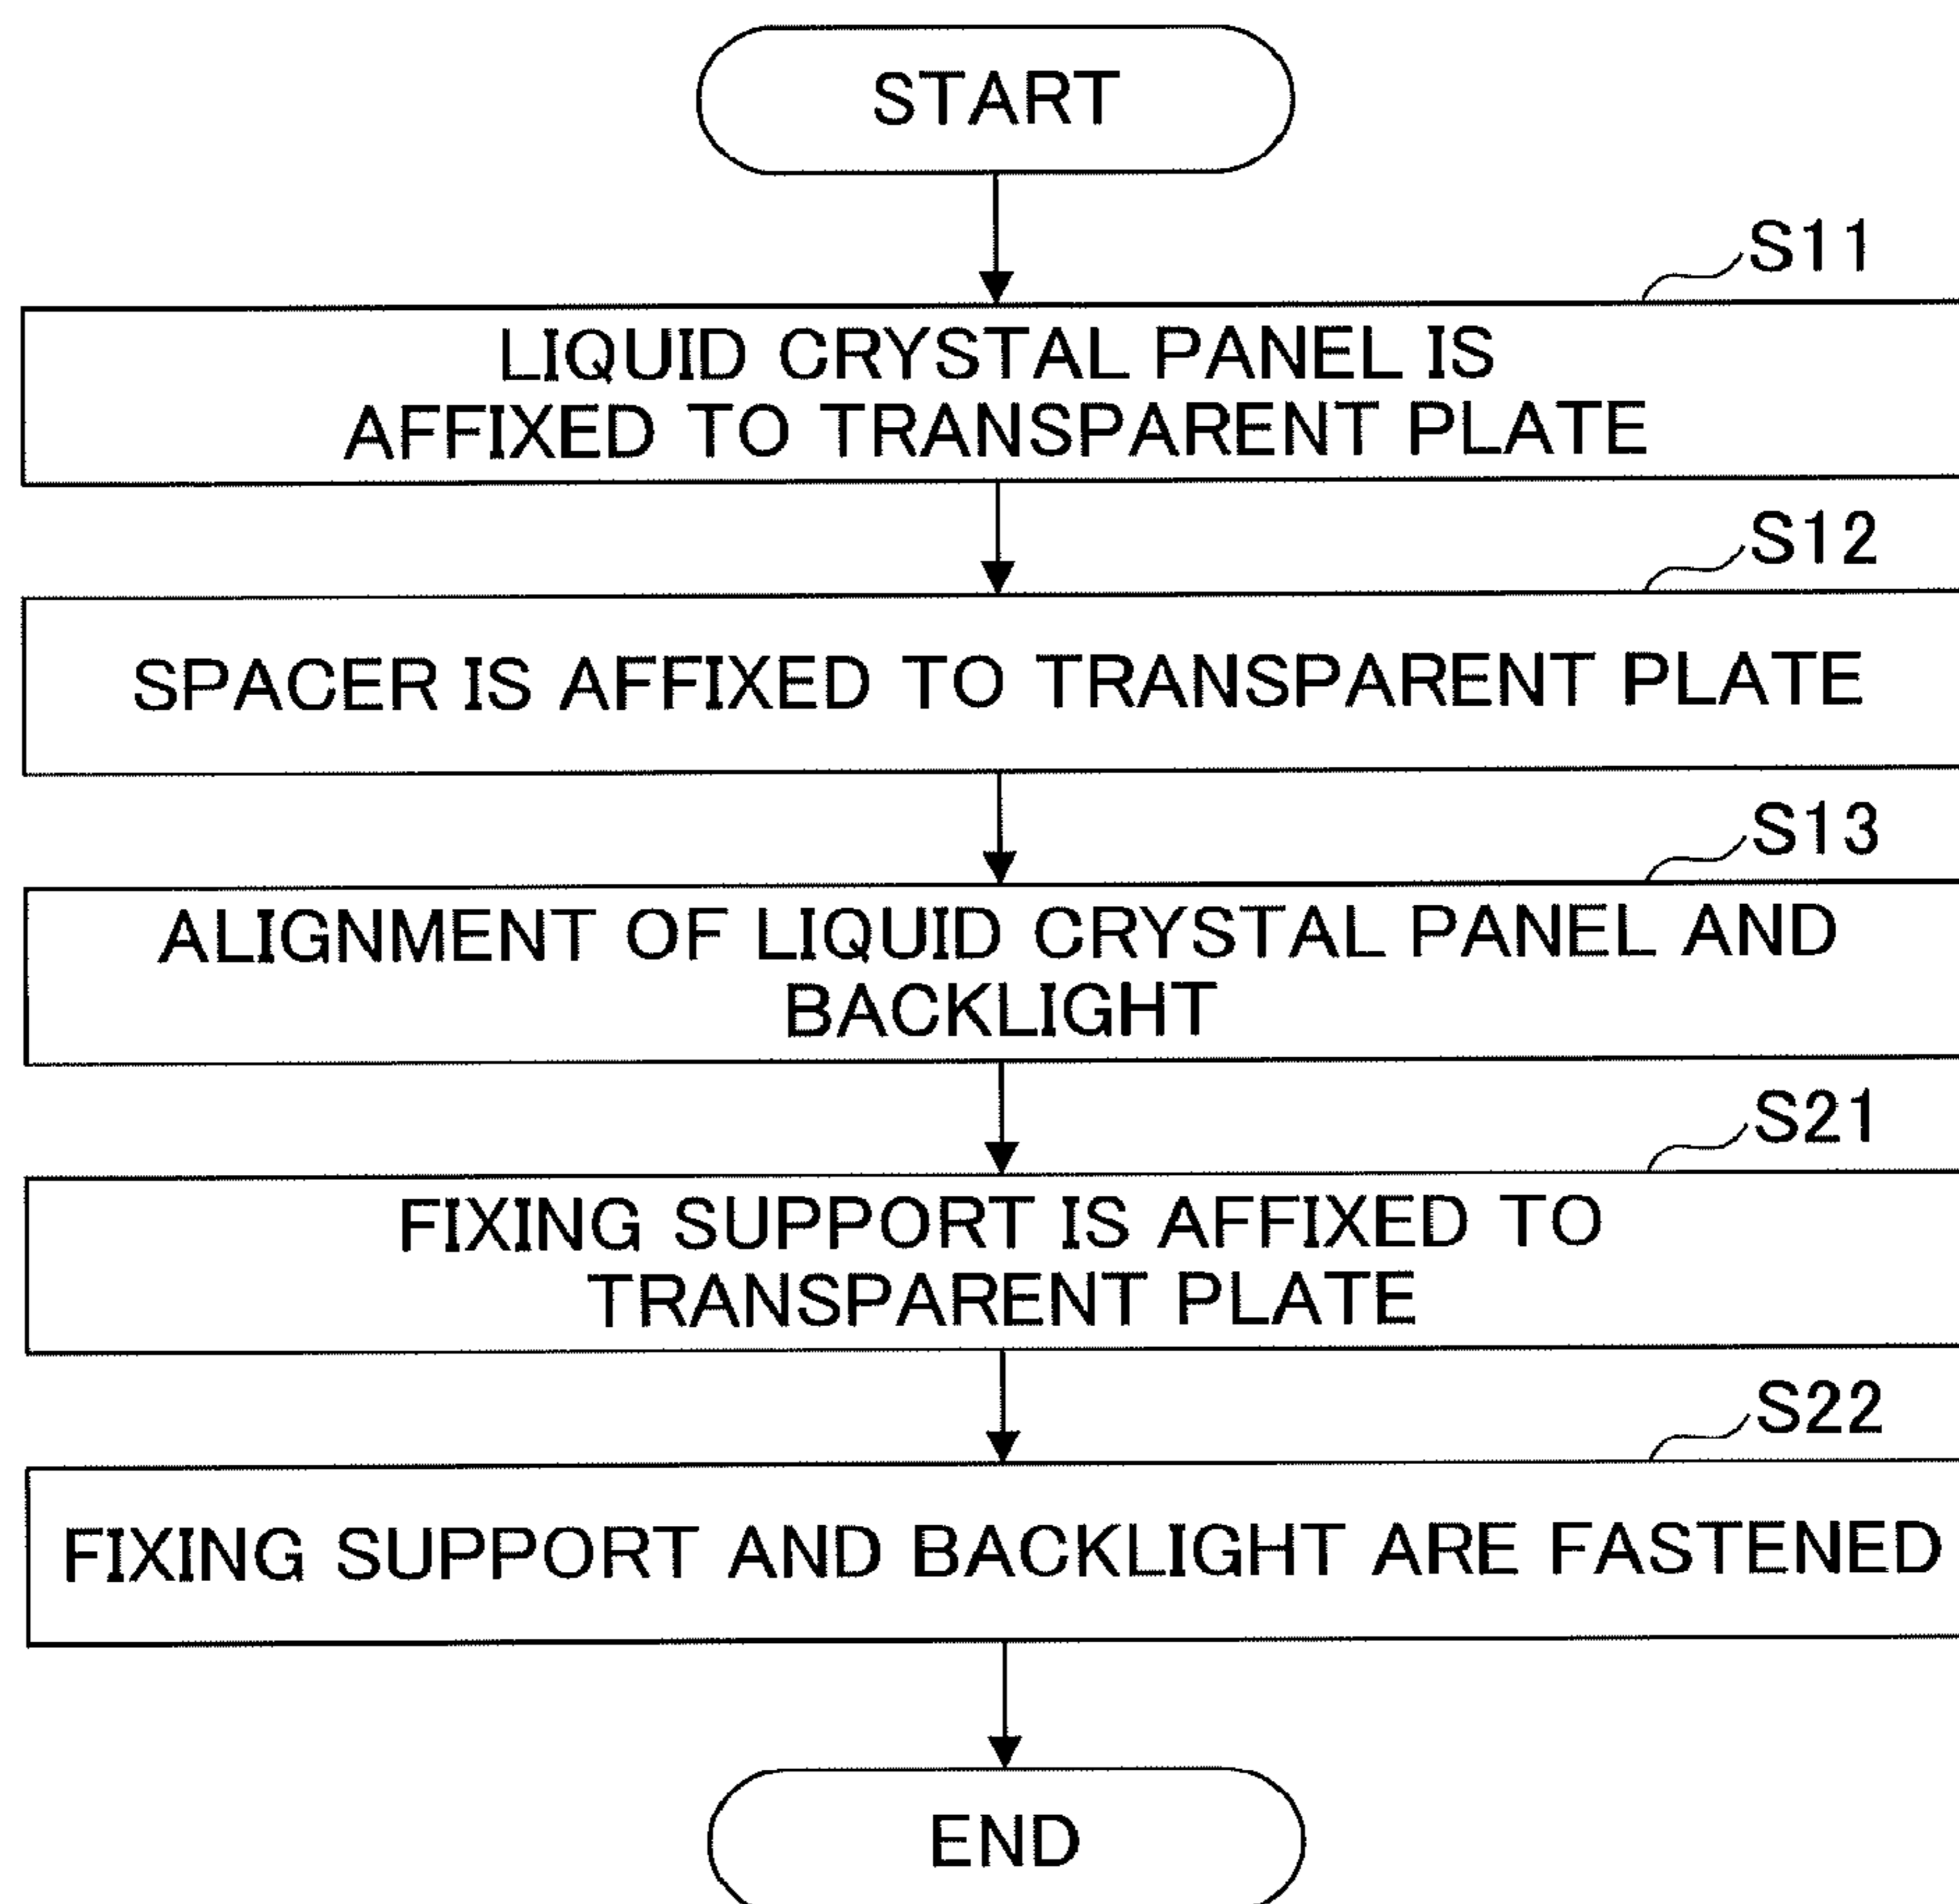 START
S11
LIQUID CRYSTAL PANEL IS
AFFIXED TO TRANSPARENT PLATE
S12
SPACER IS AFFIXED TO TRANSPARENT PLATE
S13
ALIGNMENT OF LIQUID CRYSTAL PANEL AND
BACKLIGHT
S21
FIXING SUPPORT IS AFFIXED TO
TRANSPARENT PLATE
S22
FIXING SUPPORT AND BACKLIGHT ARE FASTENED
END